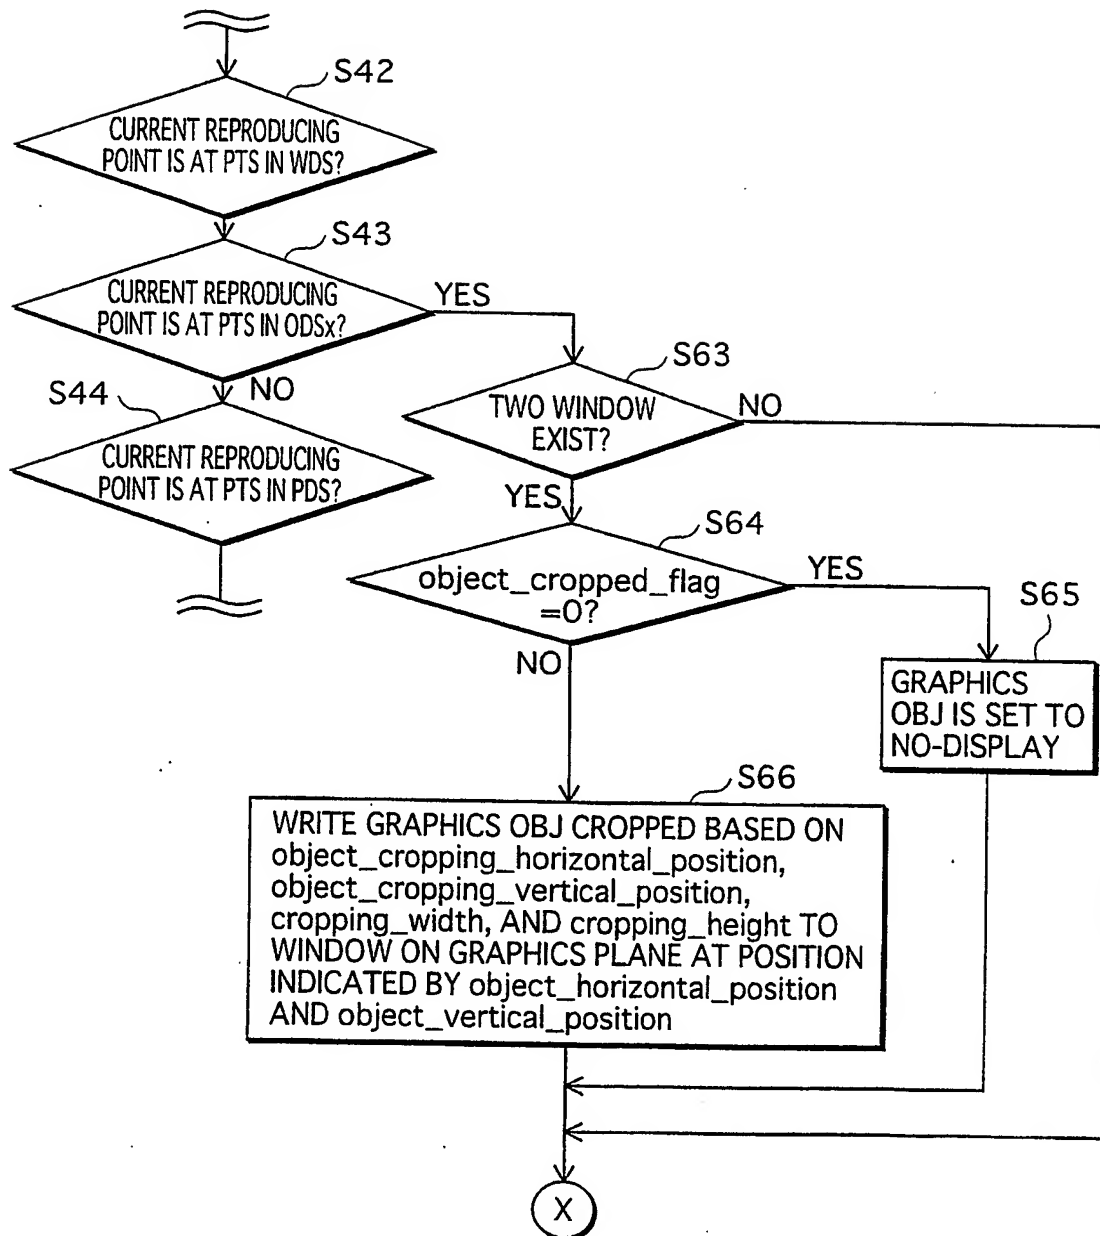 S42
CURRENT REPRODUCING
POINT IS AT PTS IN WDS?
S43
CURRENT REPRODUCING
POINT IS AT PTS IN ODSx?
YES
NO
S44
CURRENT REPRODUCING
POINT IS AT PTS IN PDS?
S63
TWO WINDOW
EXIST?
NO
YES
S64
object_cropped_flag
=0?
YES
NO
S65
GRAPHICS
OBJ IS SET TO
NO-DISPLAY
S66
WRITE GRAPHICS OBJ CROPPED BASED ON
object_cropping_horizontal_position,
object_cropping_vertical_position,
cropping_width, AND cropping_height TO
WINDOW ON GRAPHICS PLANE AT POSITION
INDICATED BY object_horizontal_position
AND object_vertical_position
X